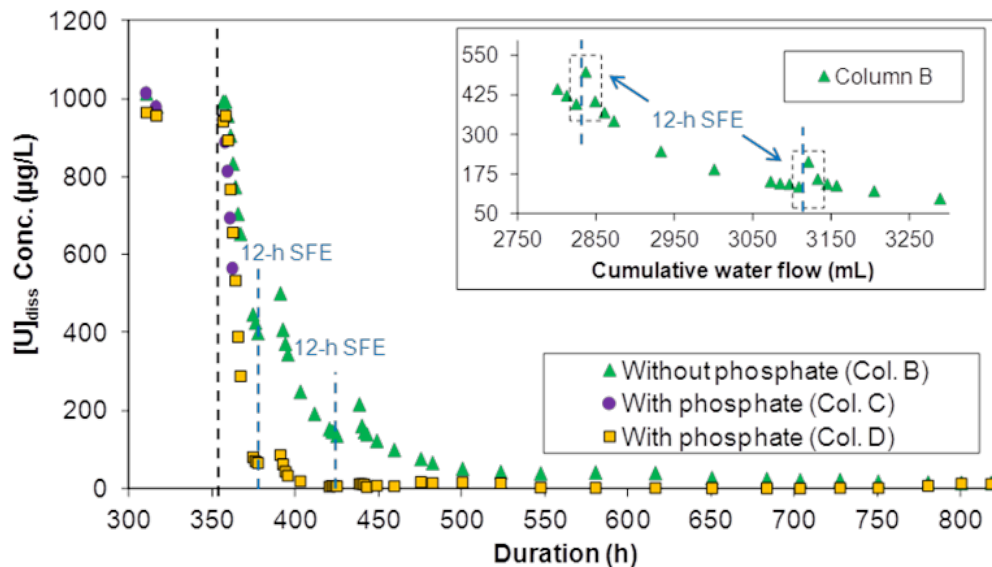 1200
1000
800
600
400
200
0
[U]diss Conc. (µg/L)
300 350 400 450 500 550 600 650 700 750 800
Duration (h)
12-h SFE
12-h SFE
550
425
300
175
50
2750 2850 2950 3050 3150 3250
Cumulative water flow (mL)
12-h SFE
Column B
Without phosphate (Col. B)
With phosphate (Col. C)
With phosphate (Col. D)